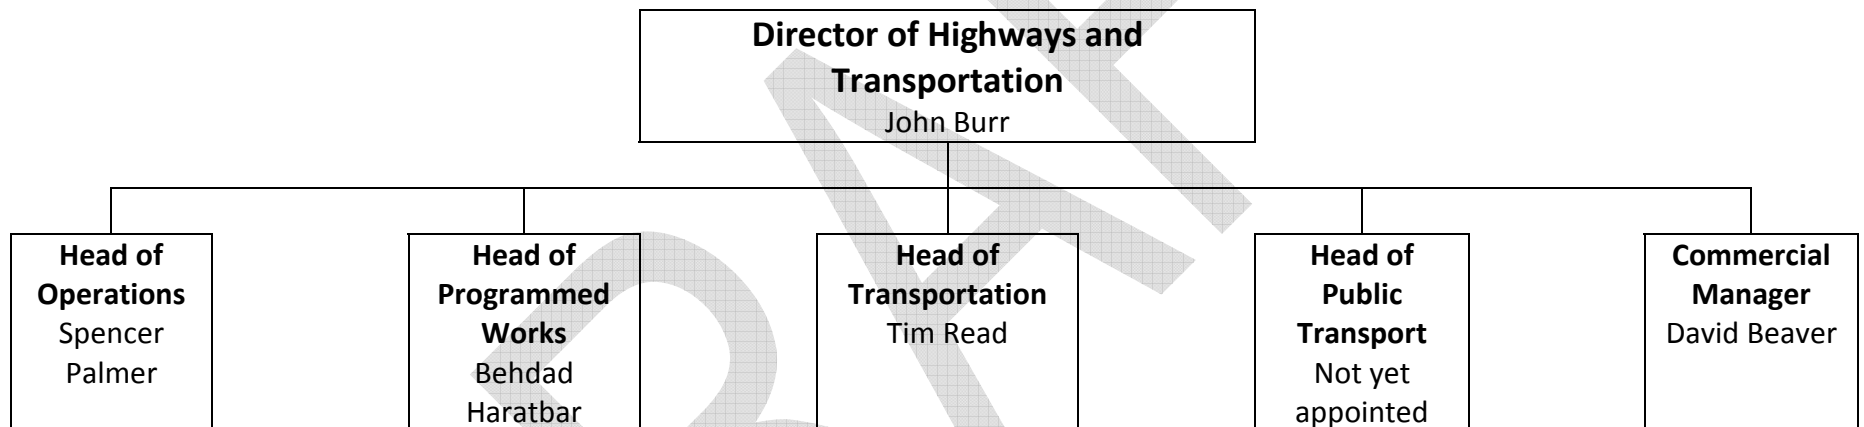 Director of Highways and
Transportation
John Burr
Head of
Operations
Spencer
Palmer
Head of
Programmed
Works
Behdad
Haratbar
Head of
Transportation
Tim Read
Head of
Public
Transport
Not yet
appointed
Commercial
Manager
David Beaver